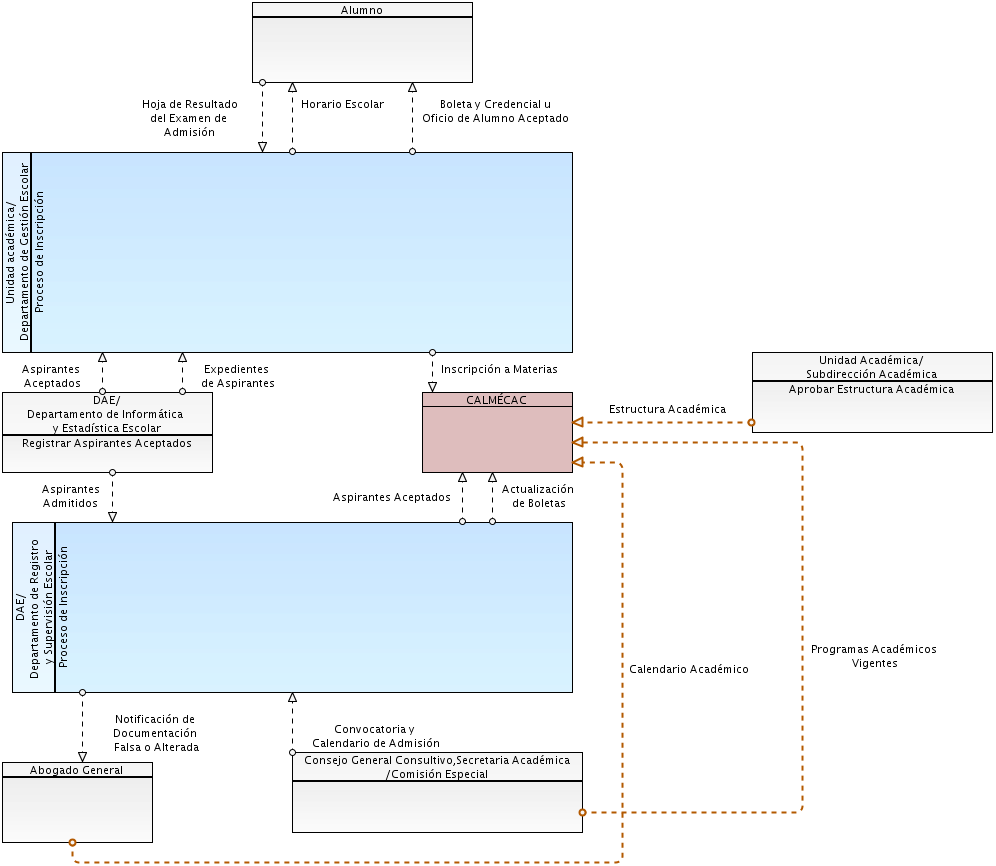 Alumno
Hoja de Resultado
del Examen de
Admisión
Horario Escolar
Boleta y Credencial u
Oficio de Alumno Aceptado
Unidad académica/
Departamento de Gestión Escolar
Proceso de Inscripción
Aspirantes
Aceptados
Expedientes
de Aspirantes
Inscripción a Materias
DAE/
Departamento de Informática
y Estadística Escolar
Registrar Aspirantes Aceptados
CALMÉCAC
Estructura Académica
Unidad Académica/
Subdirección Académica
Aprobar Estructura Académica
Aspirantes
Admitidos
Aspirantes Aceptados
Actualización
de Boletas
DAE/
Departamento de Registro
y Supervisión Escolar
Proceso de Inscripción
Calendario Académico
Programas Académicos
Vigentes
Notificación de
Documentación
Falsa o Alterada
Convocatoria y
Calendario de Admisión
Abogado General
Consejo General Consultivo,Secretaria Académica
/Comisión Especial